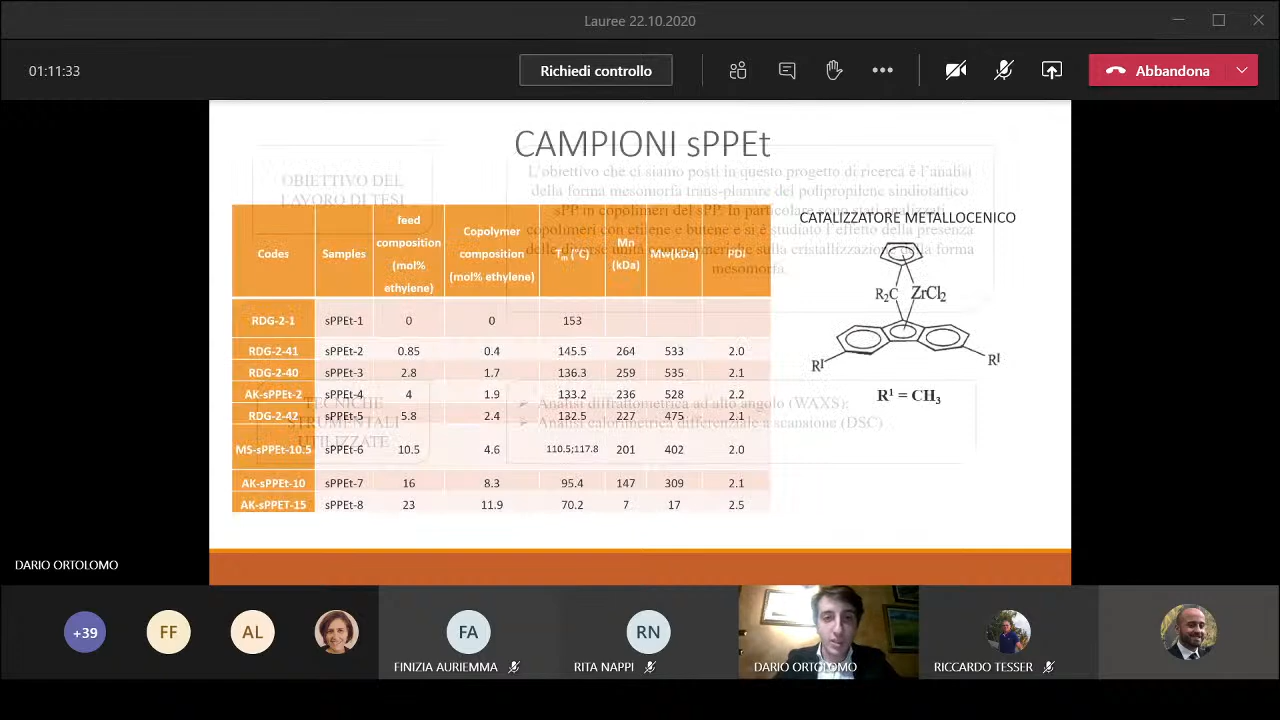 Lauree 22.10.2020
01:11:33
Richiedi controllo
Abbandona
CAMPIONI sPPEt
OBIETTIVO DEL
LAVORO DI TESI
L'obiettivo che ci siamo posti in questo progetto di ricerca è l'analisi
della forma mesomorfa trans-planare del polipropilene sindiotattico
sPP in copolimeri del sPP. In particolare sono stati analizzati
copolimeri con etilene e butene e si è studiato l'effetto della presenza
delle diverse unità comonomeriche sulla cristallizzazione della forma
mesomorfa.
Codes Samples feed composition (mol% ethylene) Copolymer composition (mol% ethylene) Tm (°C) Mn (kDa) Mw(kDa) PDI
RDG-2-1 sPPEt-1 0 0 153
RDG-2-41 sPPEt-2 0.85 0.4 145.5 264 533 2.0
RDG-2-40 sPPEt-3 2.8 1.7 136.3 259 535 2.1
AK-sPPEt-2 sPPEt-4 4 1.9 133.2 236 528 2.2
RDG-2-42 sPPEt-5 5.8 2.4 132.5 227 475 2.1
MS-sPPEt-10.5 sPPEt-6 10.5 4.6 110.5;117.8 201 402 2.0
AK-sPPEt-10 sPPEt-7 16 8.3 95.4 147 309 2.1
AK-sPPET-15 sPPEt-8 23 11.9 70.2 7 17 2.5
CATALIZZATORE METALLOCENICO
R2C ZrCl2
R¹ R¹
R¹ = CH3
TECNICHE
STRUMENTALI
UTILIZZATE
➢ Analisi diffrattometrica ad alto angolo (WAXS);
➢ Analisi calorimetrica differenziale a scansione (DSC)
DARIO ORTOLOMO
+39
FF
AL
FA
FINIZIA AURIEMMA
RN
RITA NAPPI
DARIO ORTOLOMO
RICCARDO TESSER